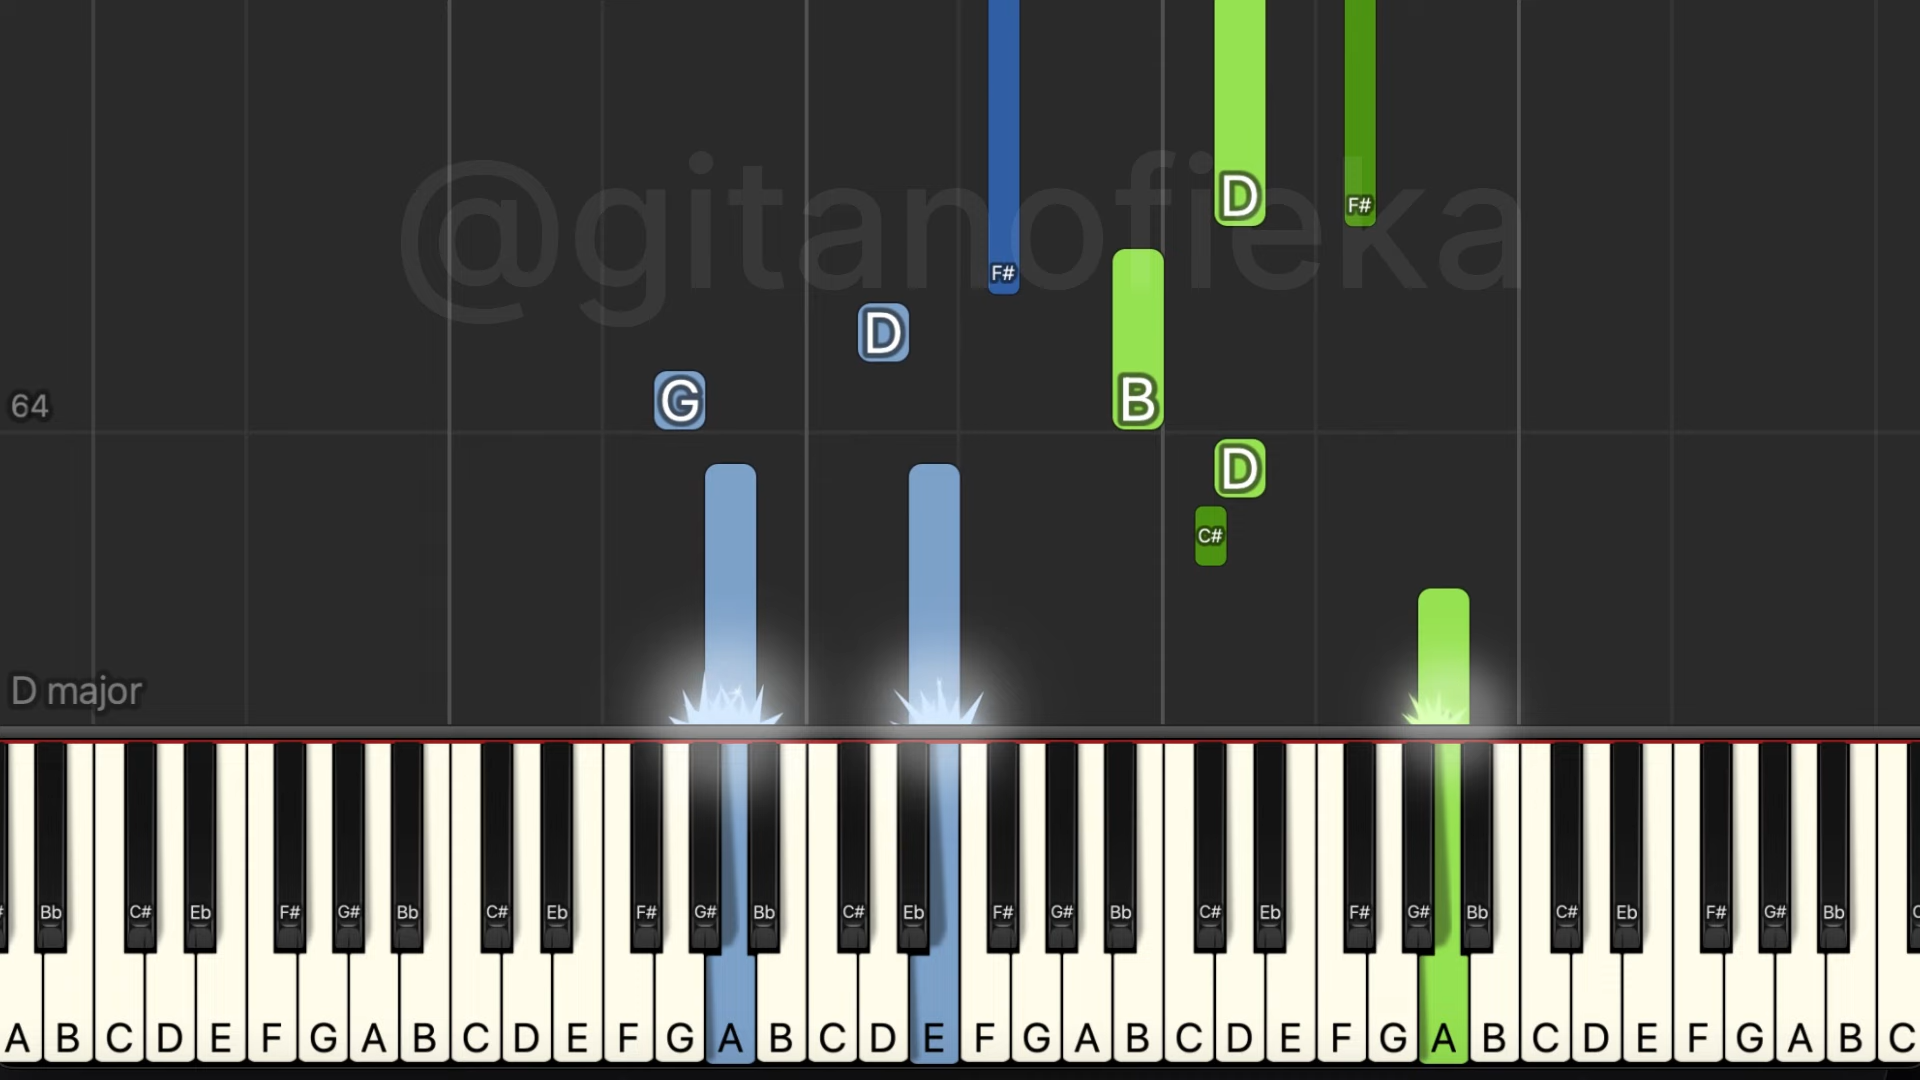 @gitanofieka
D
F#
F#
D
G
B
64
D
C#
D major
Bb C# Eb F# G# Bb C# Eb F# G# Bb C# Eb F# G# Bb C# Eb F# G# Bb C# Eb F# G# Bb
A B C D E F G A B C D E F G A B C D E F G A B C D E F G A B C D E F G A B C